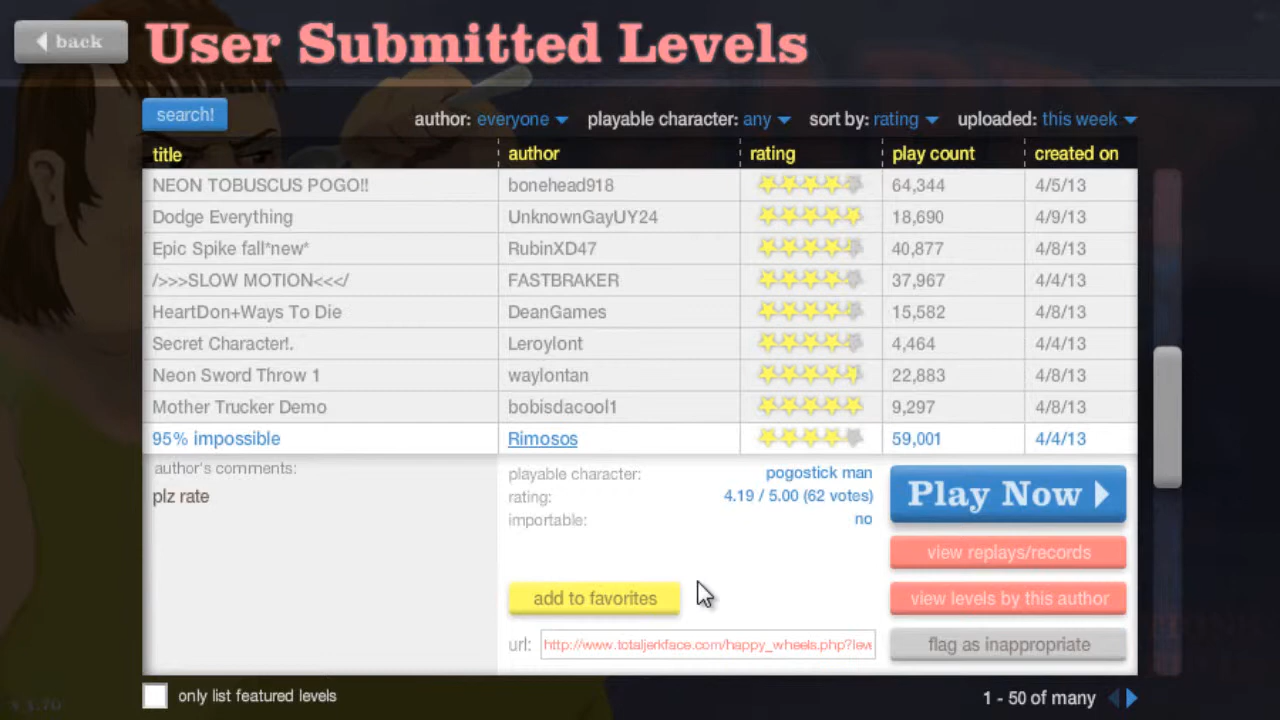 back
User Submitted Levels
search!
author: everyone playable character: any sort by: rating uploaded: this week
title author rating play count created on
NEON TOBUSCUS POGO!! bonehead918 64,344 4/5/13
Dodge Everything UnknownGayUY24 18,690 4/9/13
Epic Spike fall*new* RubinXD47 40,877 4/8/13
/>>>SLOW MOTION<<</ FASTBRAKER 37,967 4/4/13
HeartDon+Ways To Die DeanGames 15,582 4/8/13
Secret Character!. Leroylont 4,464 4/4/13
Neon Sword Throw 1 waylontan 22,883 4/8/13
Mother Trucker Demo bobisdacool1 9,297 4/8/13
95% impossible Rimosos 59,001 4/4/13
author's comments:
plz rate
playable character: pogostick man
rating: 4.19 / 5.00 (62 votes)
importable: no
Play Now
view replays/records
add to favorites
view levels by this author
url: http://www.totaljerkface.com/happy_wheels.php?lev
flag as inappropriate
only list featured levels
1 - 50 of many